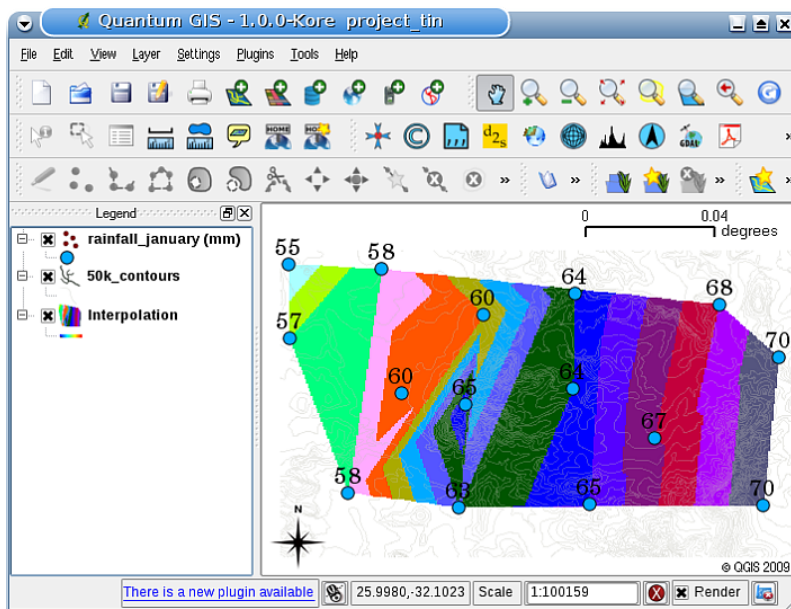 Quantum GIS - 1.0.0-Kore project_tin
File Edit View Layer Settings Plugins Tools Help
Legend
rainfall_january (mm)
50k_contours
Interpolation
0 0.04
degrees
55
58
64
68
60
57
70
60
65
64
67
58
63
65
70
N
© QGIS 2009
There is a new plugin available
25.9980,-32.1023
Scale
1:100159
Render